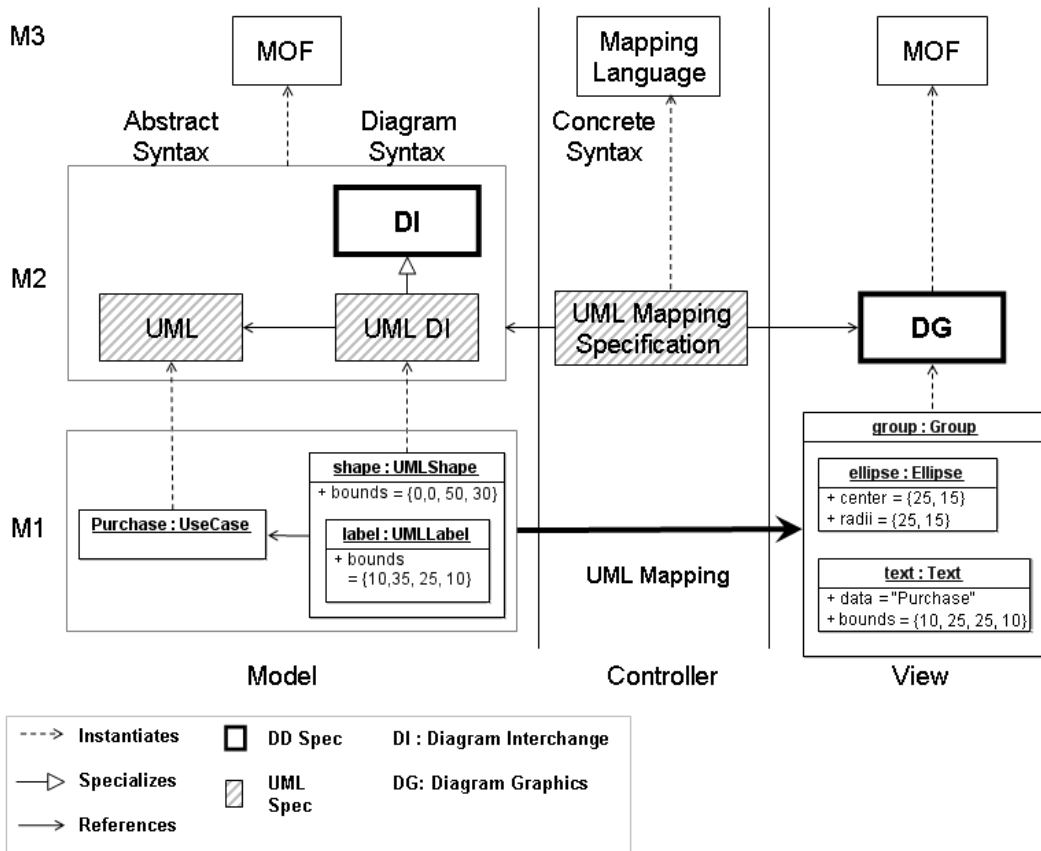 M3
MOF
Mapping
Language
MOF
Abstract
Syntax
Diagram
Syntax
Concrete
Syntax
DI
M2
UML
UML DI
UML Mapping
Specification
DG
group : Group
shape : UMLShape
+ bounds = {0,0, 50, 30}
ellipse : Ellipse
+ center = {25, 15}
+ radii = {25, 15}
M1
Purchase : UseCase
label : UMLLabel
+ bounds
= {10,35, 25, 10}
UML Mapping
text : Text
+ data = "Purchase"
+ bounds = {10, 25, 25, 10}
Model
Controller
View
Instantiates
DD Spec
DI : Diagram Interchange
Specializes
UML
Spec
DG: Diagram Graphics
References